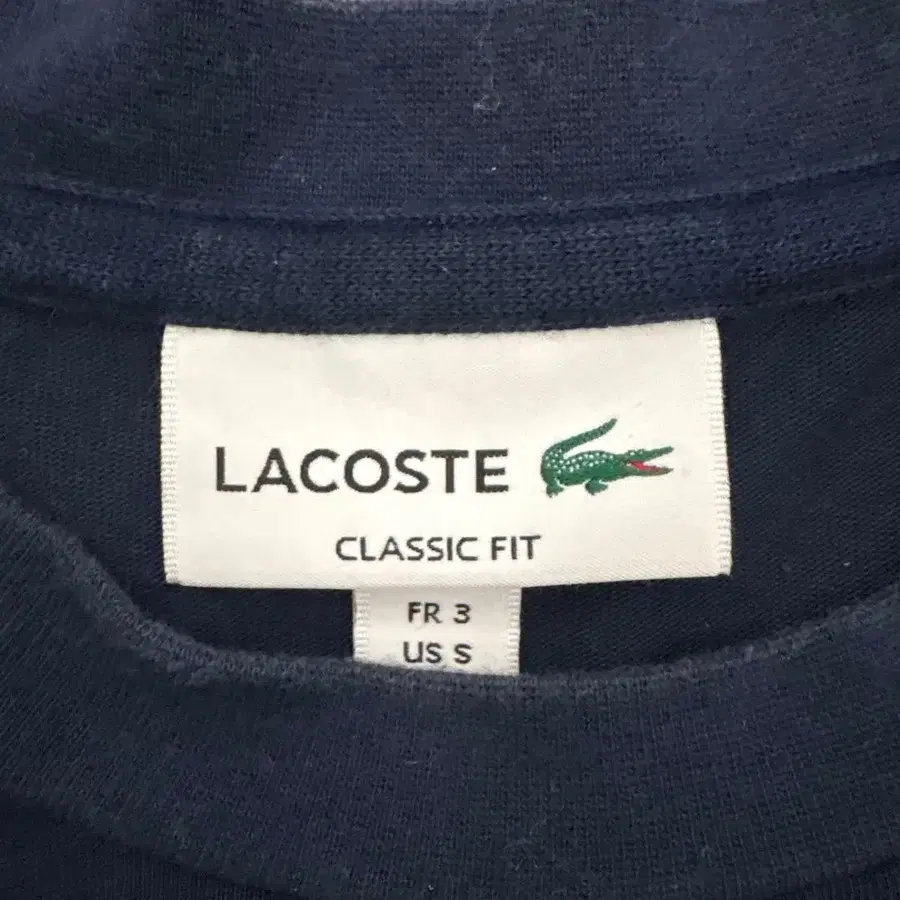 LACOSTE
CLASSIC FIT
FR 3
US S